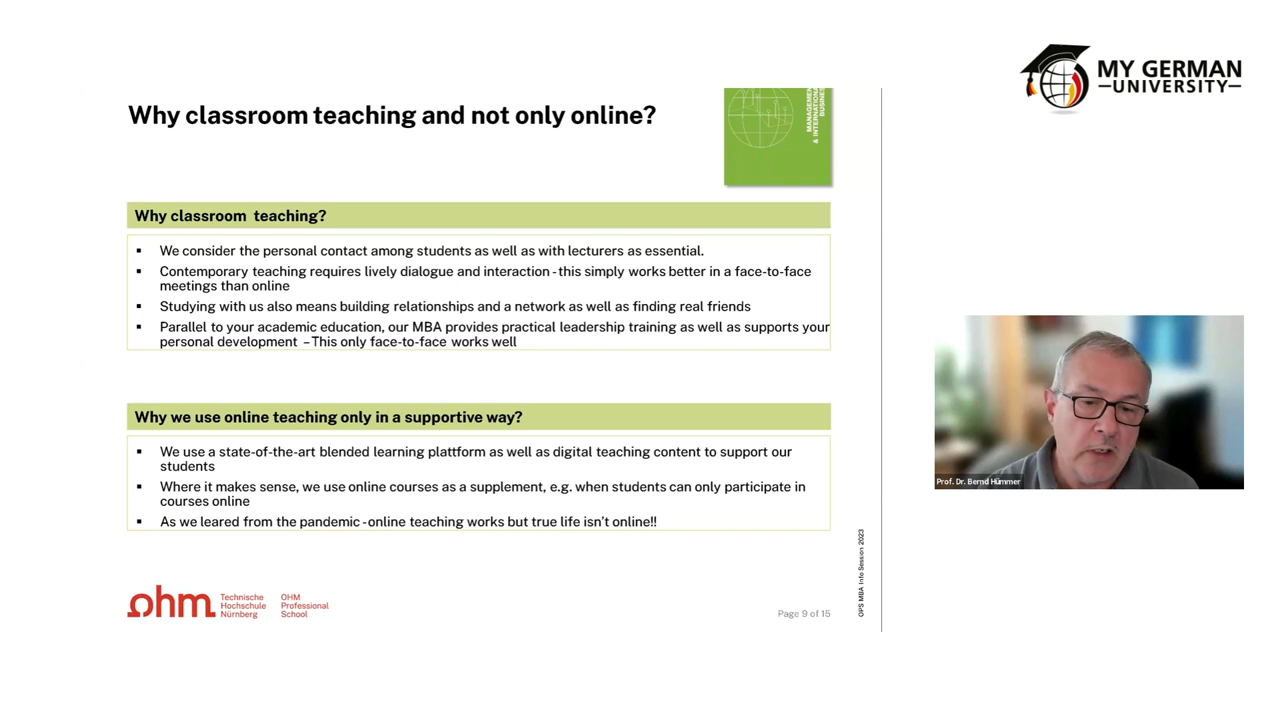 MY GERMAN
UNIVERSITY
Why classroom teaching and not only online?
MANAGEMENT
& INTERNATIONAL
BUSINESS
Why classroom teaching?
▪ We consider the personal contact among students as well as with lecturers as essential.
▪ Contemporary teaching requires lively dialogue and interaction - this simply works better in a face-to-face
meetings than online
▪ Studying with us also means building relationships and a network as well as finding real friends
▪ Parallel to your academic education, our MBA provides practical leadership training as well as supports your
personal development – This only face-to-face works well
Why we use online teaching only in a supportive way?
▪ We use a state-of-the-art blended learning plattform as well as digital teaching content to support our
students
▪ Where it makes sense, we use online courses as a supplement, e.g. when students can only participate in
courses online
▪ As we leared from the pandemic - online teaching works but true life isn't online!!
ohm
Technische
Hochschule
Nürnberg
OHM
Professional
School
Page 9 of 15
OPS MBA Info Session 2023
Prof. Dr. Bernd Hümmer